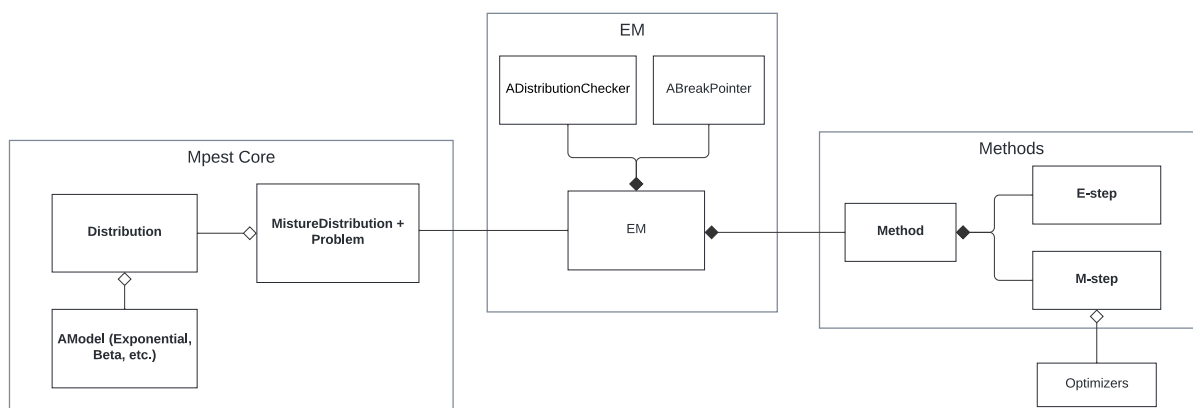 EM
ADistributionChecker
ABreakPointer
EM
Mpest Core
Distribution
MistureDistribution +
Problem
AModel (Exponential,
Beta, etc.)
Methods
Method
E-step
M-step
Optimizers